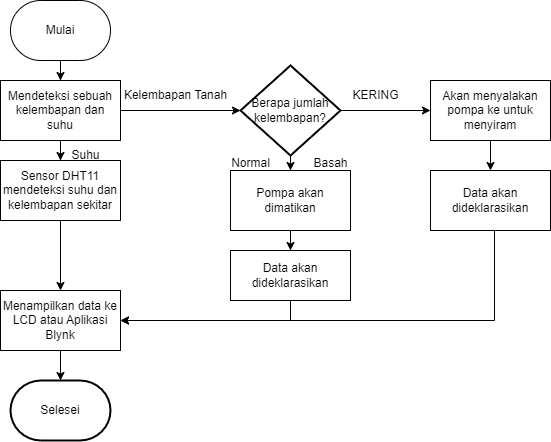 Mulai
Mendeteksi sebuah
kelembapan dan
suhu
Kelembapan Tanah
Berapa jumlah
kelembapan?
KERING
Akan menyalakan
pompa ke untuk
menyiram
Suhu
Sensor DHT11
mendeteksi suhu dan
kelembapan sekitar
Normal
Basah
Pompa akan
dimatikan
Data akan
dideklarasikan
Data akan
dideklarasikan
Menampilkan data ke
LCD atau Aplikasi
Blynk
Selesei